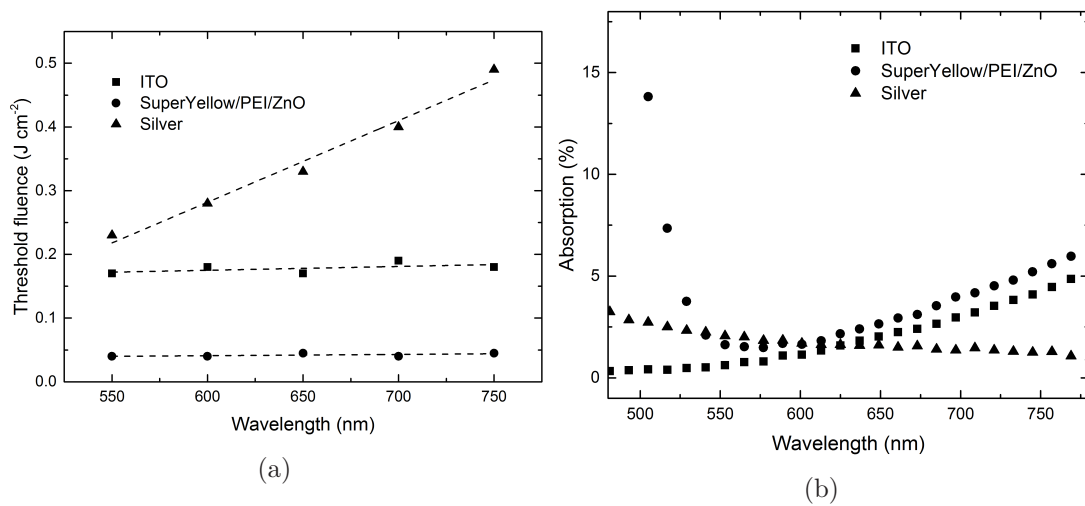 0.5
0.4
0.3
0.2
0.1
0.0
Threshold fluence (J cm-2)
ITO
SuperYellow/PEI/ZnO
Silver
550 600 650 700 750
Wavelength (nm)
(a)
15
10
5
0
Absorption (%)
ITO
SuperYellow/PEI/ZnO
Silver
500 550 600 650 700 750
Wavelength (nm)
(b)